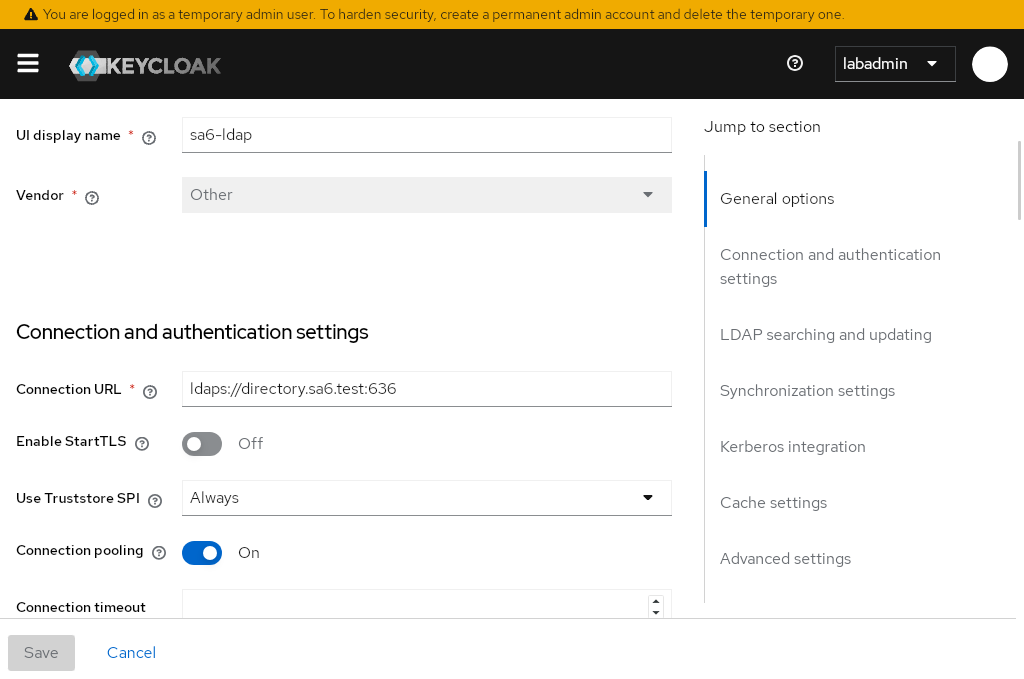 You are logged in as a temporary admin user. To harden security, create a permanent admin account and delete the temporary one.
KEYCLOAK
labadmin
UI display name *
sa6-ldap
Vendor *
Other
Connection and authentication settings
Connection URL *
ldaps://directory.sa6.test:636
Enable StartTLS
Off
Use Truststore SPI
Always
Connection pooling
On
Connection timeout
Jump to section
General options
Connection and authentication
settings
LDAP searching and updating
Synchronization settings
Kerberos integration
Cache settings
Advanced settings
Save
Cancel